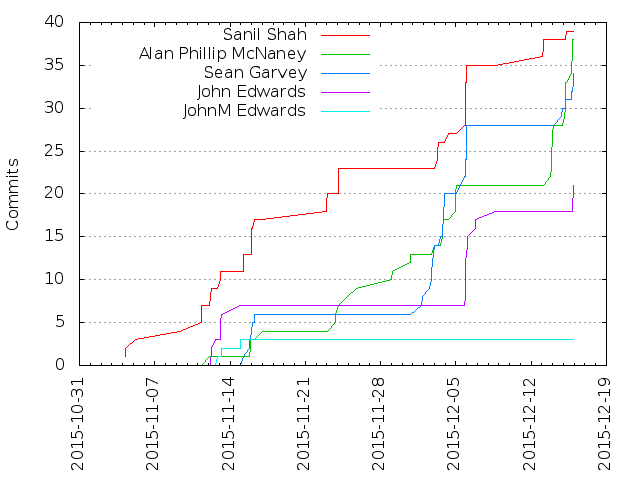 40
35
30
25
20
15
10
5
0
Commits
Sanil Shah
Alan Phillip McNaney
Sean Garvey
John Edwards
JohnM Edwards
2015-10-31
2015-11-07
2015-11-14
2015-11-21
2015-11-28
2015-12-05
2015-12-12
2015-12-19